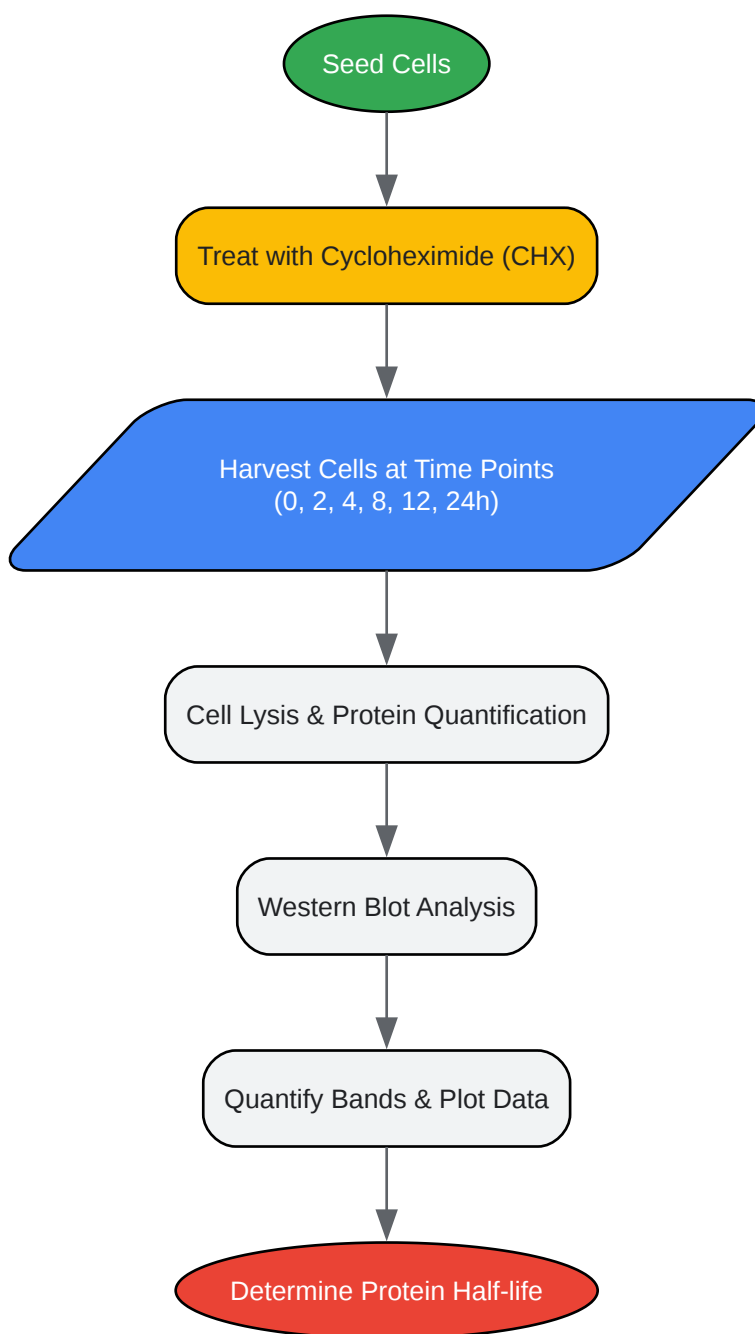 Seed Cells
Treat with Cycloheximide (CHX)
Harvest Cells at Time Points
(0, 2, 4, 8, 12, 24h)
Cell Lysis & Protein Quantification
Western Blot Analysis
Quantify Bands & Plot Data
Determine Protein Half-life